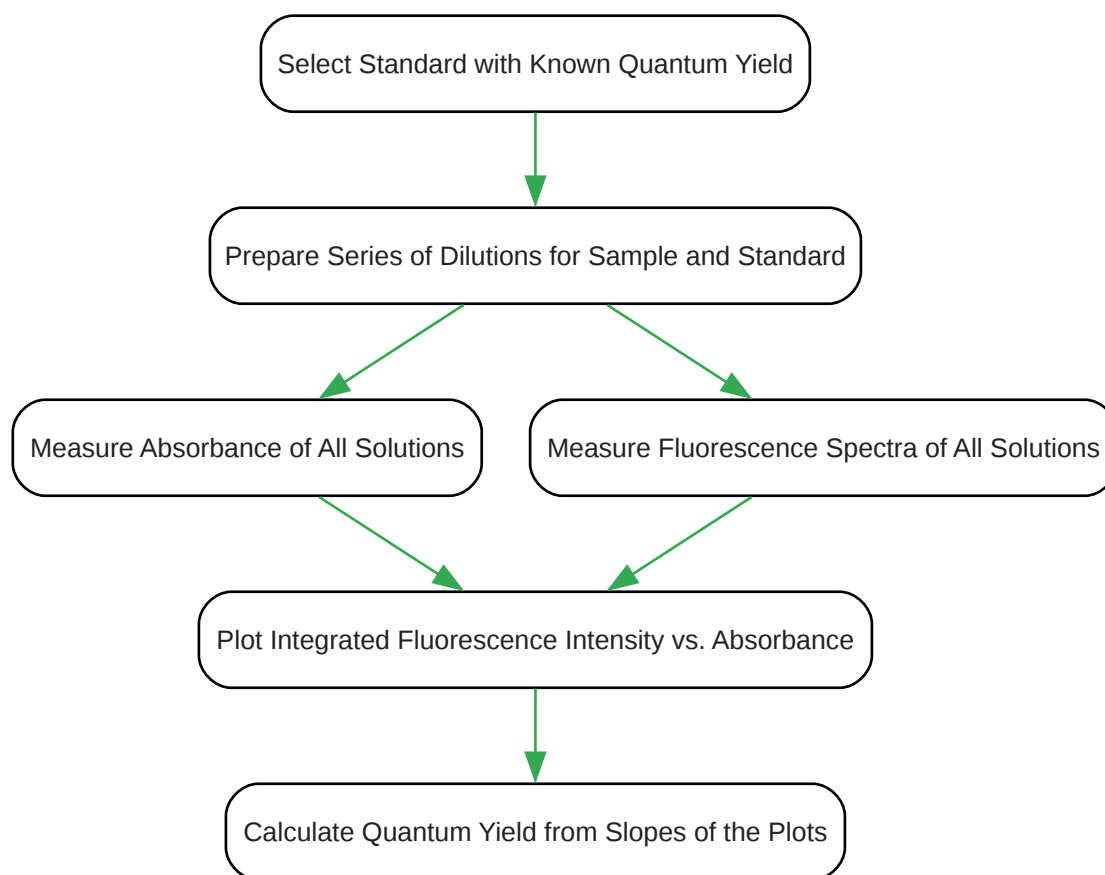 Select Standard with Known Quantum Yield
Prepare Series of Dilutions for Sample and Standard
Measure Absorbance of All Solutions
Measure Fluorescence Spectra of All Solutions
Plot Integrated Fluorescence Intensity vs. Absorbance
Calculate Quantum Yield from Slopes of the Plots